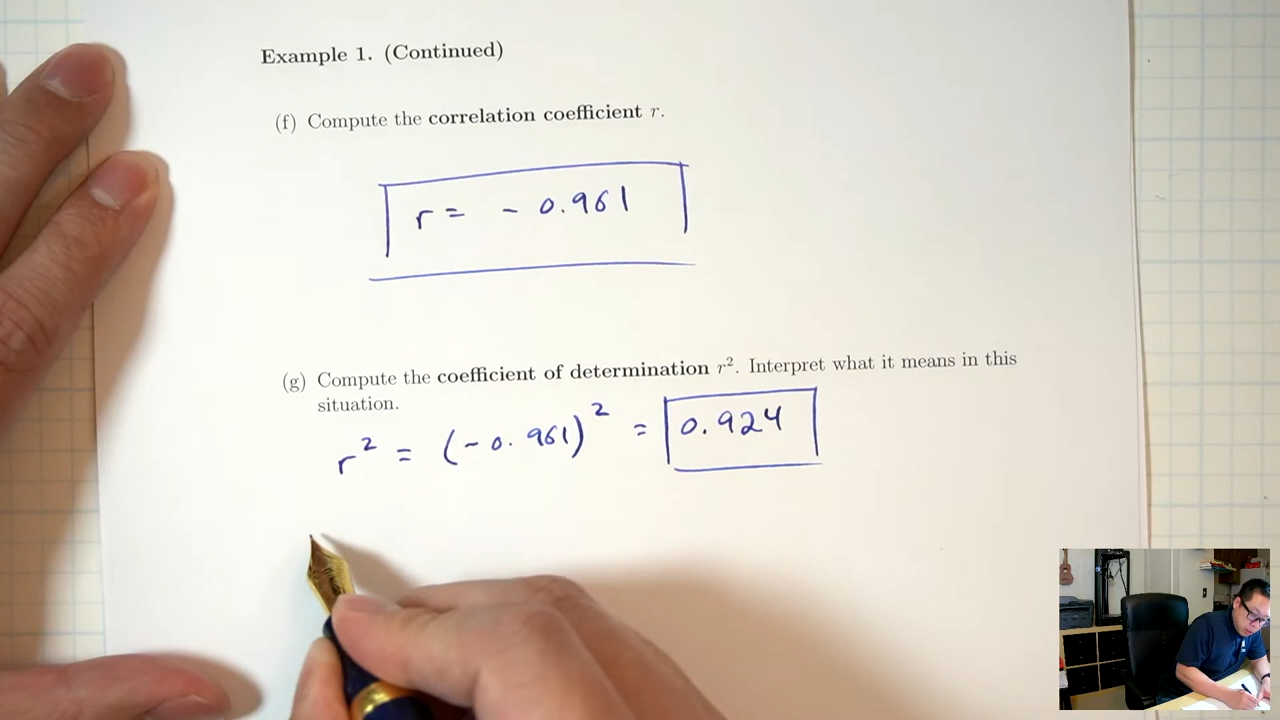 Example 1. (Continued)
(f) Compute the correlation coefficient r.
r = - 0.961
(g) Compute the coefficient of determination r². Interpret what it means in this
situation.
r² = (- 0.961)² = 0.924